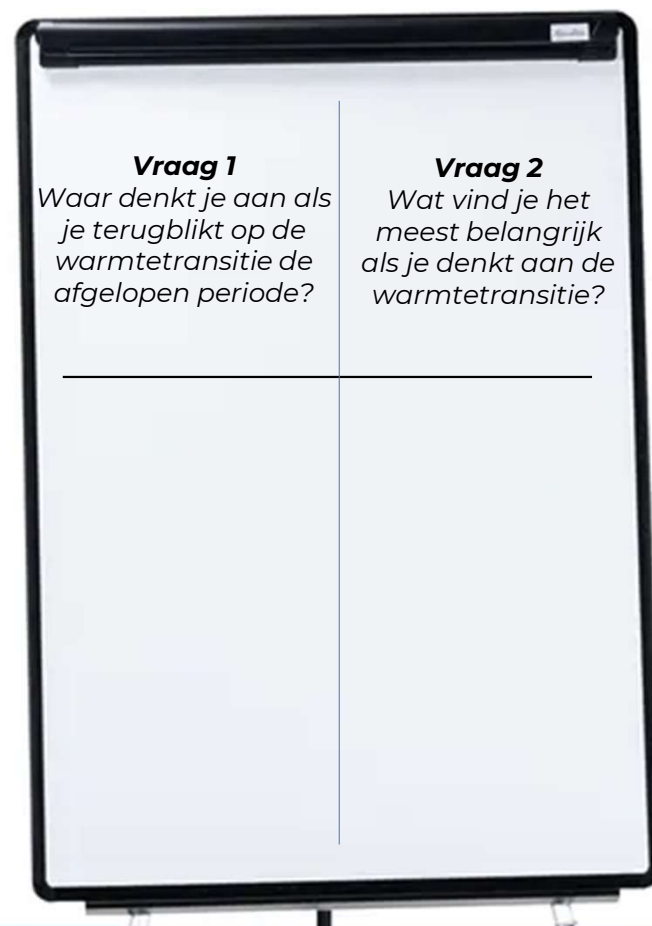 Vraag 1
Waar denkt je aan als
je terugblikt op de
warmtetransitie de
afgelopen periode?
Vraag 2
Wat vind je het
meest belangrijk
als je denkt aan de
warmtetransitie?